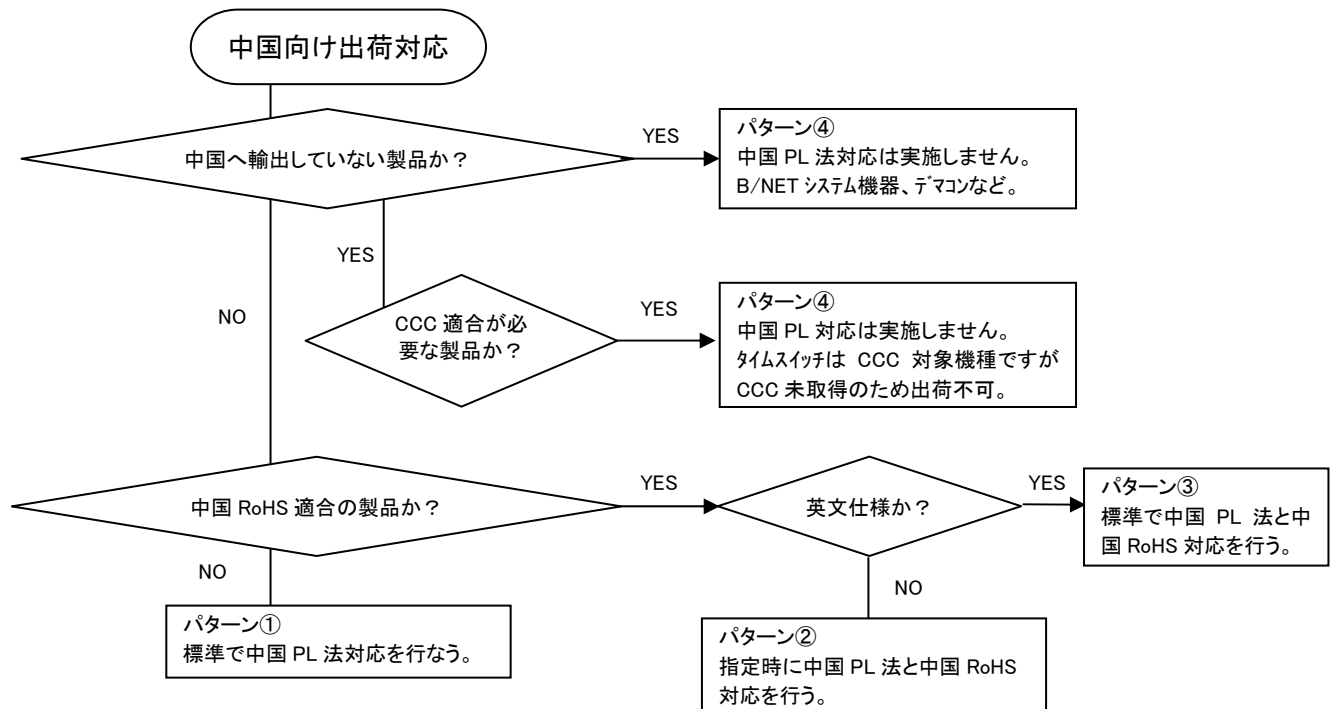 中国向け出荷対応
中国へ輸出していない製品か?
YES
パターン④
中国 PL 法対応は実施しません。
B/NET システム機器、デマコンなど。
YES
NO
CCC 適合が必
要な製品か?
YES
パターン④
中国 PL 対応は実施しません。
タイムスイッチは CCC 対象機種ですが
CCC 未取得のため出荷不可。
中国 RoHS 適合の製品か?
YES
英文仕様か?
YES
パターン③
標準で中国 PL 法と中
国 RoHS 対応を行う。
NO
パターン①
標準で中国 PL 法対応を行なう。
NO
パターン②
指定時に中国 PL 法と中国 RoHS
対応を行う。